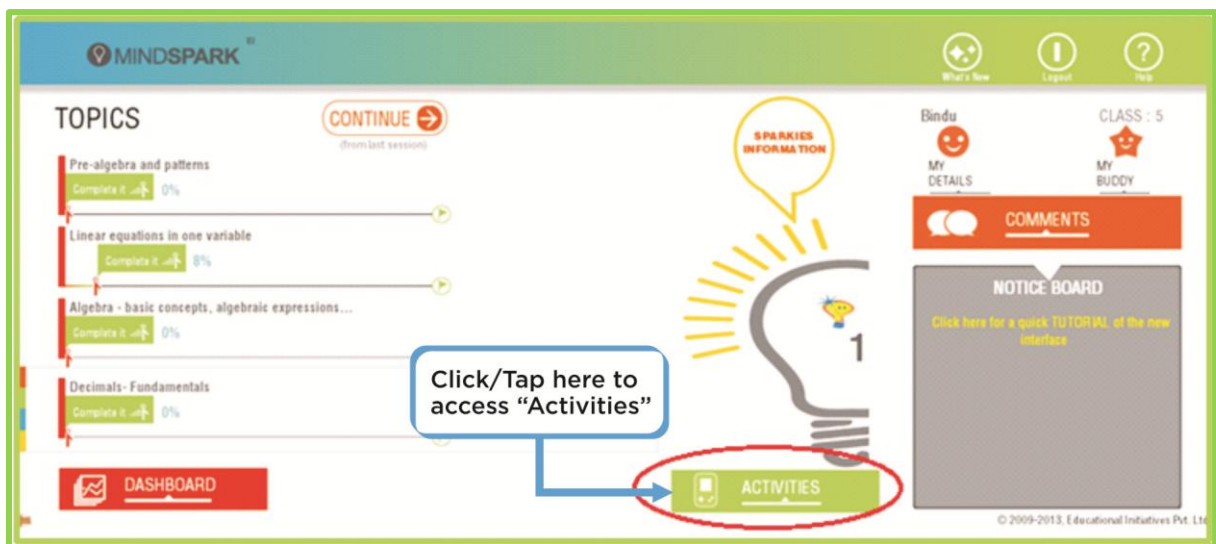 MINDSPARK
What's New
Logout
Help
TOPICS
CONTINUE
(from last session)
Pre-algebra and patterns
Complete it 0%
Linear equations in one variable
Complete it 8%
Algebra - basic concepts, algebraic expressions...
Complete it 0%
Decimals- Fundamentals
Complete it 0%
DASHBOARD
SPARKIES
INFORMATION
1
Click/Tap here to
access “Activities”
ACTIVITIES
Bindu
CLASS : 5
MY
DETAILS
MY
BUDDY
COMMENTS
NOTICE BOARD
Click here for a quick TUTORIAL of the new
interface
© 2009-2013, Educational Initiatives Pvt. Lt